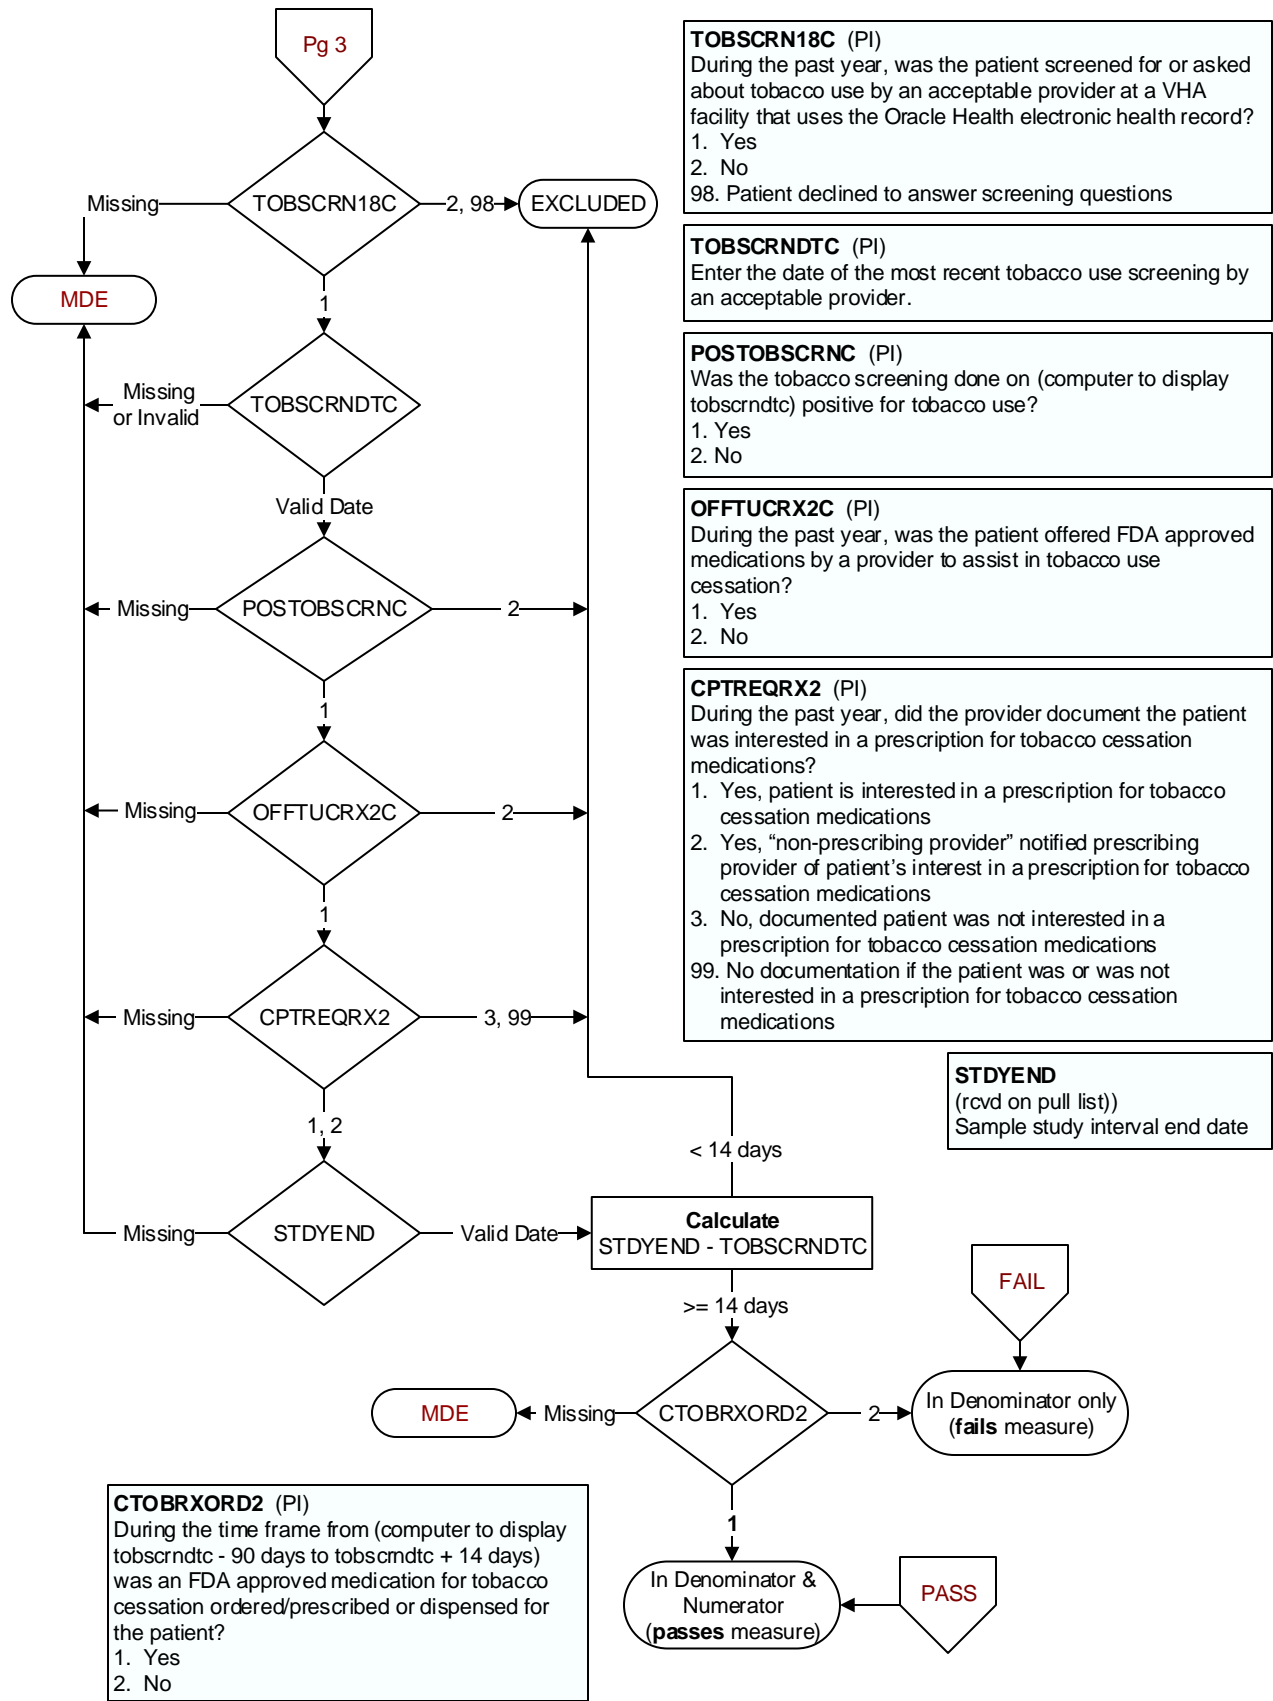 Pg 3
TOBSCRN18C
Missing
2, 98
EXCLUDED
MDE
1
TOBSCRNDTC
Missing
or Invalid
Valid Date
POSTOBSCRNC
Missing
2
1
OFFTUCRX2C
Missing
2
1
CPTREQRX2
Missing
3, 99
1, 2
STDYEND
Missing
Valid Date
< 14 days
Calculate
STDYEND - TOBSCRNDTC
>= 14 days
FAIL
MDE
Missing
CTOBRXORD2
2
In Denominator only
(fails measure)
1
In Denominator &
Numerator
(passes measure)
PASS
TOBSCRN18C (PI)
During the past year, was the patient screened for or asked
about tobacco use by an acceptable provider at a VHA
facility that uses the Oracle Health electronic health record?
1. Yes
2. No
98. Patient declined to answer screening questions
TOBSCRNDTC (PI)
Enter the date of the most recent tobacco use screening by
an acceptable provider.
POSTOBSCRNC (PI)
Was the tobacco screening done on (computer to display
tobscrndtc) positive for tobacco use?
1. Yes
2. No
OFFTUCRX2C (PI)
During the past year, was the patient offered FDA approved
medications by a provider to assist in tobacco use
cessation?
1. Yes
2. No
CPTREQRX2 (PI)
During the past year, did the provider document the patient
was interested in a prescription for tobacco cessation
medications?
1. Yes, patient is interested in a prescription for tobacco
cessation medications
2. Yes, “non-prescribing provider” notified prescribing
provider of patient’s interest in a prescription for tobacco
cessation medications
3. No, documented patient was not interested in a
prescription for tobacco cessation medications
99. No documentation if the patient was or was not
interested in a prescription for tobacco cessation
medications
STDYEND
(rcvd on pull list))
Sample study interval end date
CTOBRXORD2 (PI)
During the time frame from (computer to display
tobscrndtc - 90 days to tobscrndtc + 14 days)
was an FDA approved medication for tobacco
cessation ordered/prescribed or dispensed for
the patient?
1. Yes
2. No